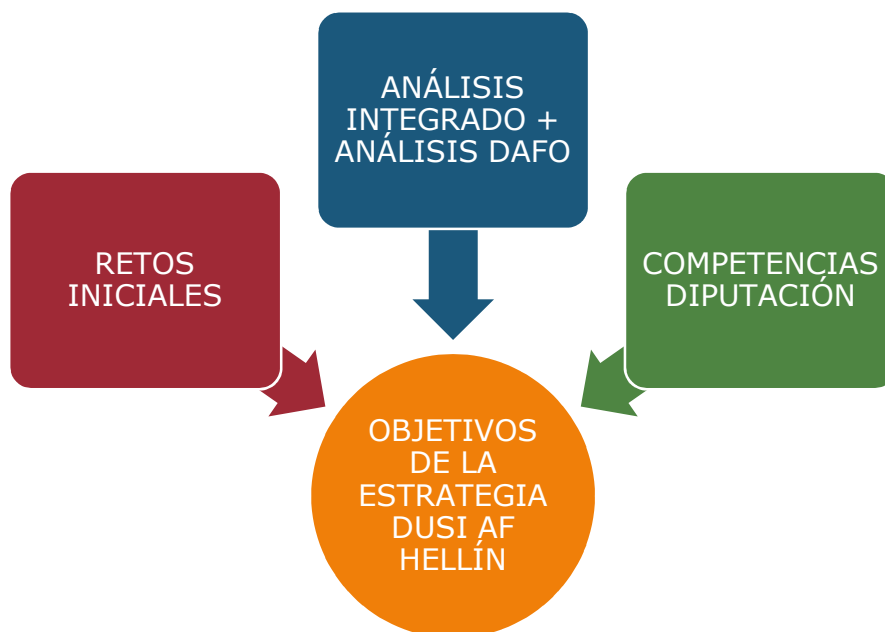 ANÁLISIS
INTEGRADO +
ANÁLISIS DAFO
RETOS
INICIALES
COMPETENCIAS
DIPUTACIÓN
OBJETIVOS
DE LA
ESTRATEGIA
DUSI AF
HELLÍN